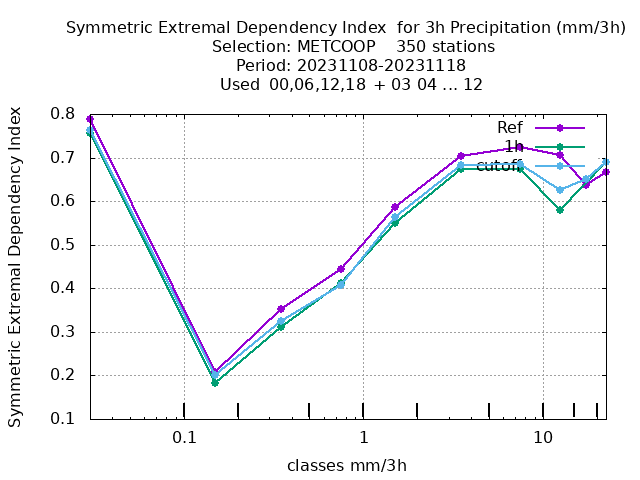 Symmetric Extremal Dependency Index  for 3h Precipitation (mm/3h)
Selection: METCOOP    350 stations
Period: 20231108-20231118
Used  00,06,12,18  + 03 04 ... 12
Symmetric Extremal Dependency Index
0.8
0.7
0.6
0.5
0.4
0.3
0.2
0.1
Ref
1h
cutoff
0.1 1 10
classes mm/3h